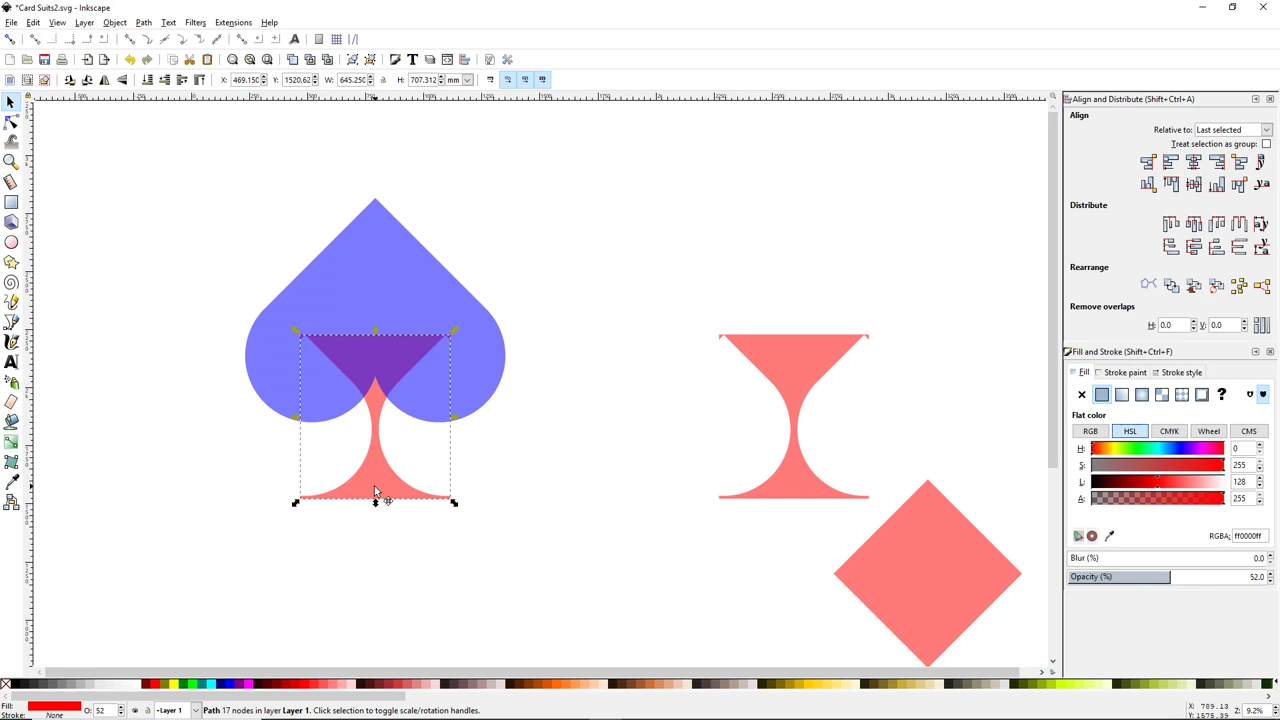 *Card Suits2.svg - Inkscape
File Edit View Layer Object Path Text Filters Extensions Help
X: 469.150 Y: 1520.62 W: 645.250 H: 707.312 mm
Align and Distribute (Shift+Ctrl+A)
Align
Relative to: Last selected
Treat selection as group:
Distribute
Rearrange
Remove overlaps
H: 0.0 V: 0.0
Fill and Stroke (Shift+Ctrl+F)
Fill Stroke paint Stroke style
Flat color
RGB HSL CMYK Wheel CMS
H: 0
S: 255
L: 128
A: 255
RGBA: ff0000ff
Blur (%) 0.0
Opacity (%) 52.0
Fill:
Stroke: None
O: 52
Layer 1
Path 17 nodes in layer Layer 1. Click selection to toggle scale/rotation handles.
X: 789.13
Y: 1575.39
Z: 9.2%